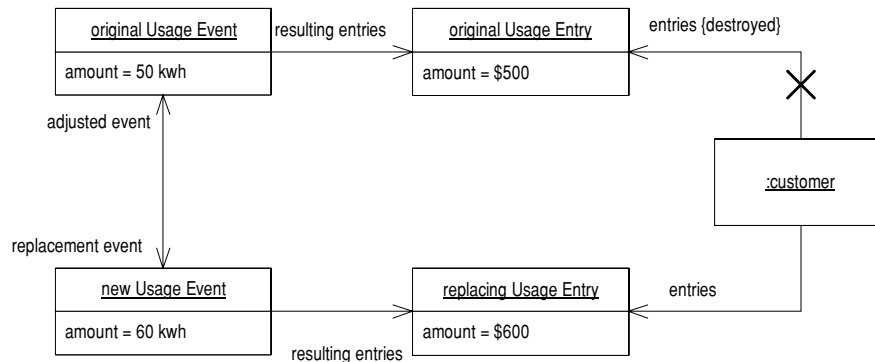 original Usage Event
resulting entries
original Usage Entry
entries {destroyed}
amount = 50 kwh
amount = $500
adjusted event
:customer
replacement event
new Usage Event
replacing Usage Entry
entries
amount = 60 kwh
amount = $600
resulting entries